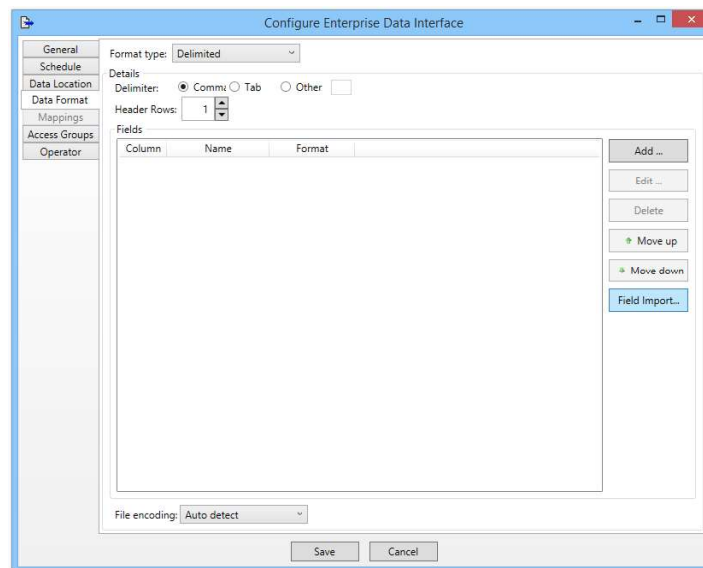 Configure Enterprise Data Interface
General
Schedule
Data Location
Data Format
Mappings
Access Groups
Operator
Format type: Delimited
Details
Delimiter: Comma Tab Other
Header Rows: 1
Fields
Column Name Format
Add ...
Edit ...
Delete
Move up
Move down
Field Import...
File encoding: Auto detect
Save Cancel